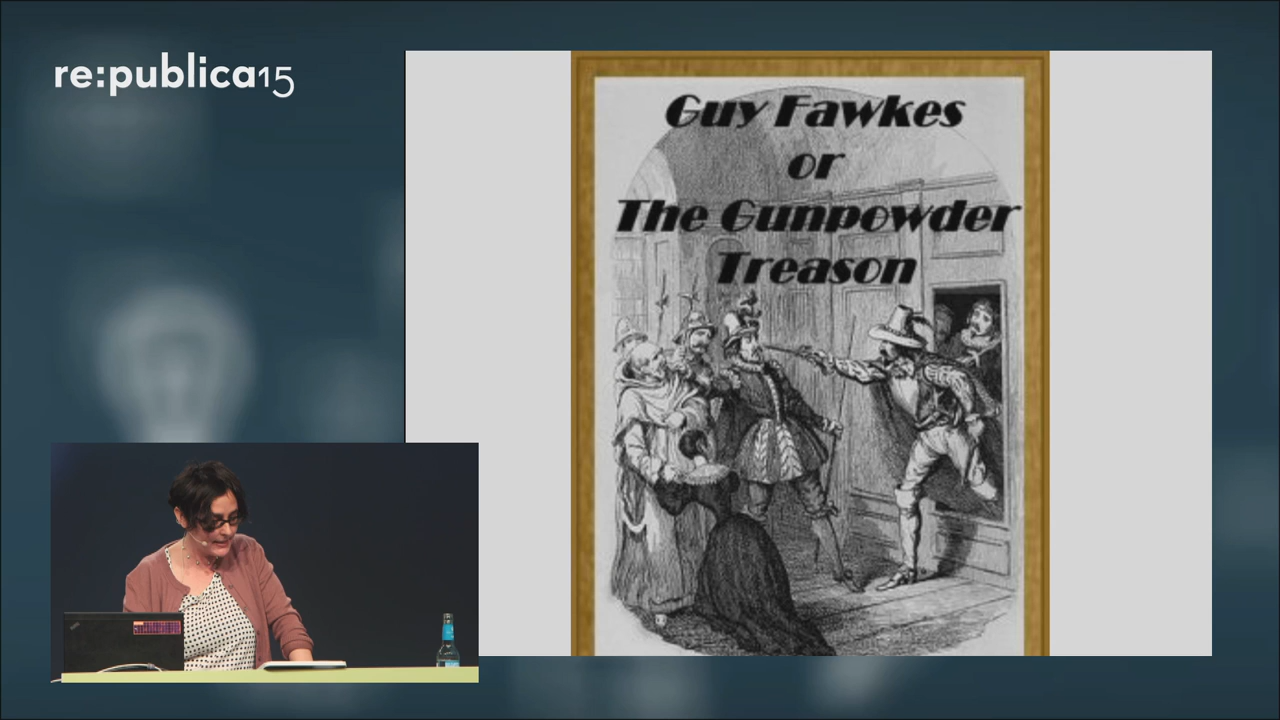 re:publica15
Guy Fawkes
or
The Gunpowder
Treason